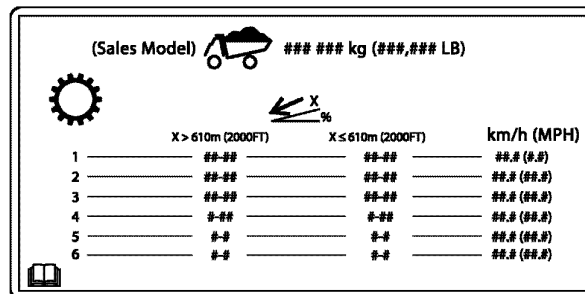 (Sales Model) ### ### kg (###,### LB)
X
%
X > 610m (2000FT) X ≤ 610m (2000FT) km/h (MPH)
1 ##-## ##-## ##.# (#.#)
2 ##-## ##-## ##.# (##.#)
3 ##-## ##-## ##.# (##.#)
4 #-## #-## ##.# (##.#)
5 #-# #-# ##.# (##.#)
6 #-# #-# ##.# (##.#)